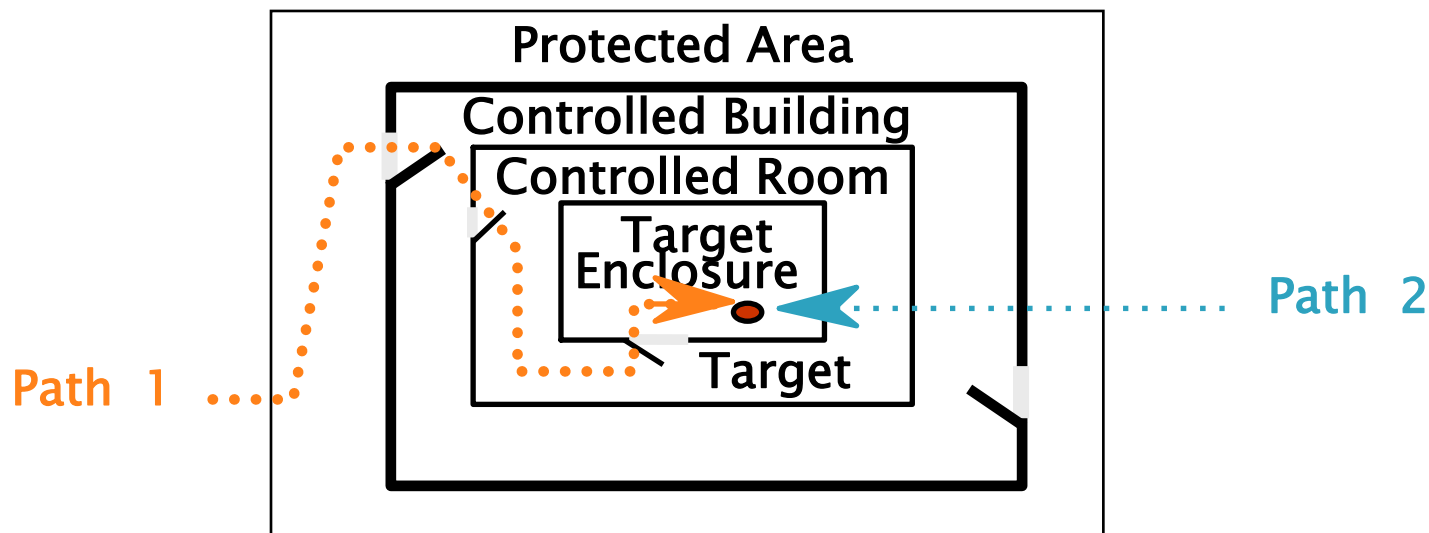 Protected Area
Controlled Building
Controlled Room
Target
Enclosure
Path 2
Target
Path 1